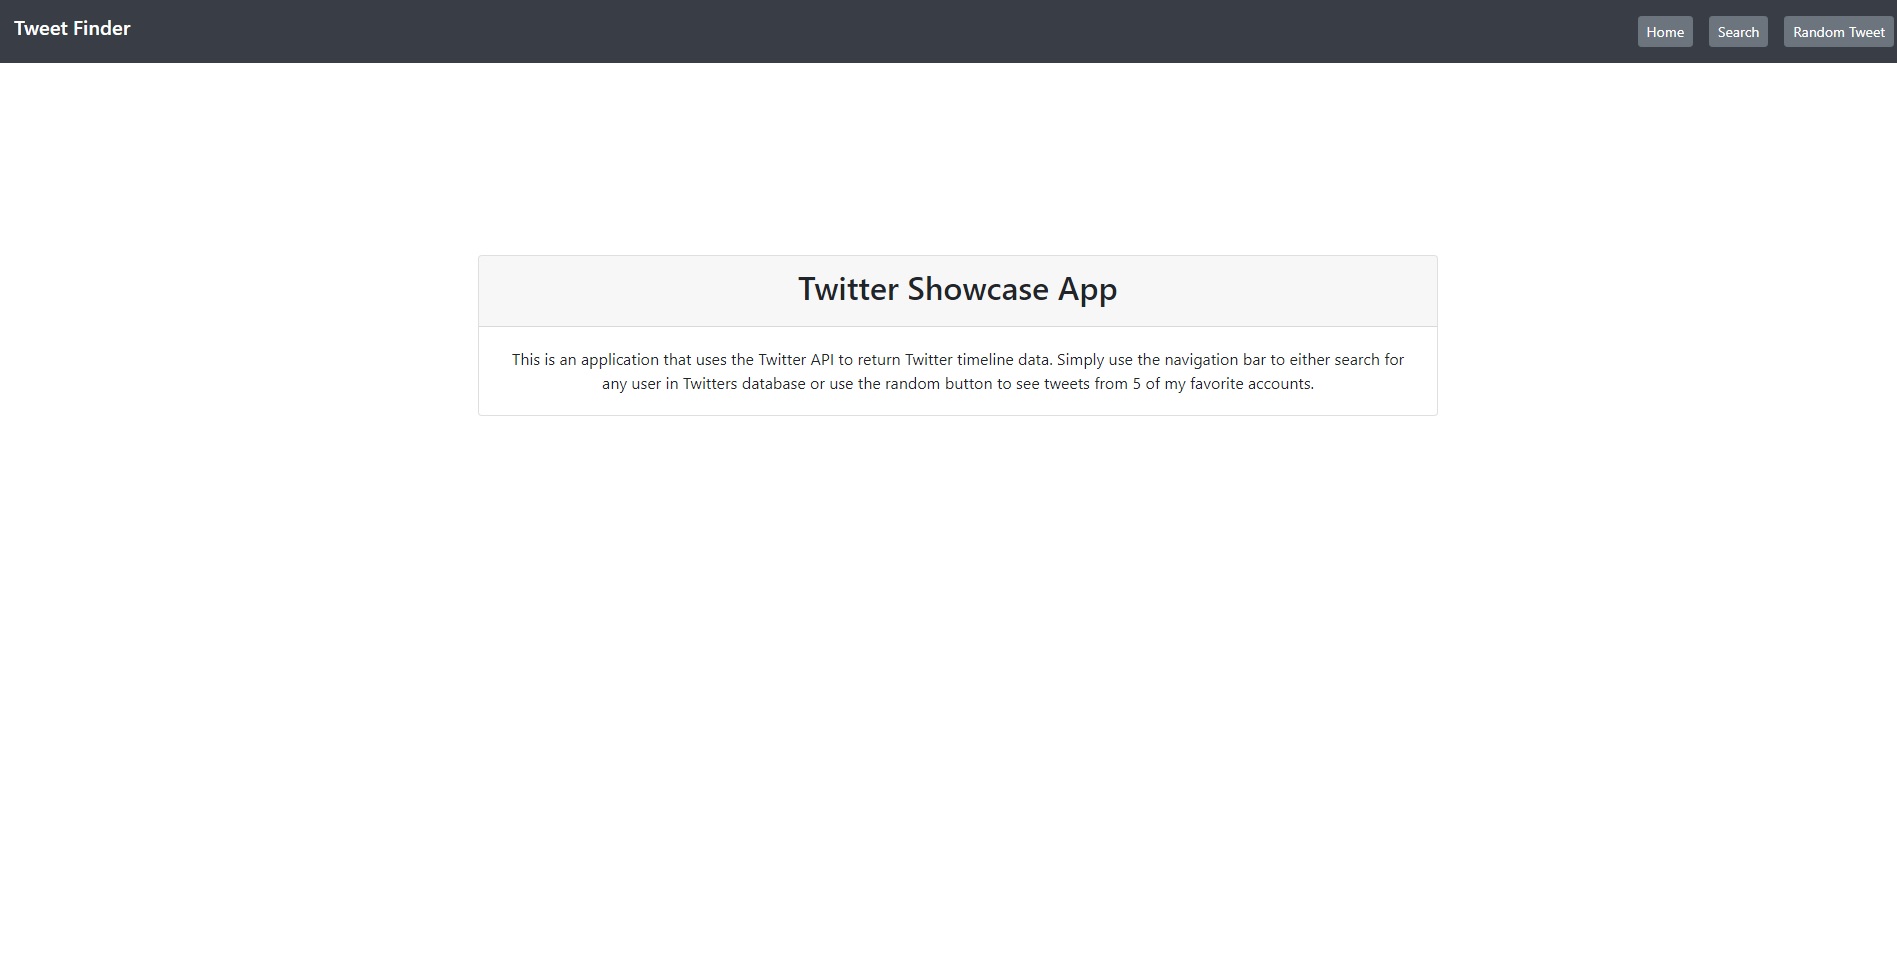 Tweet Finder
Home
Search
Random Tweet
Twitter Showcase App
This is an application that uses the Twitter API to return Twitter timeline data. Simply use the navigation bar to either search for
any user in Twitters database or use the random button to see tweets from 5 of my favorite accounts.